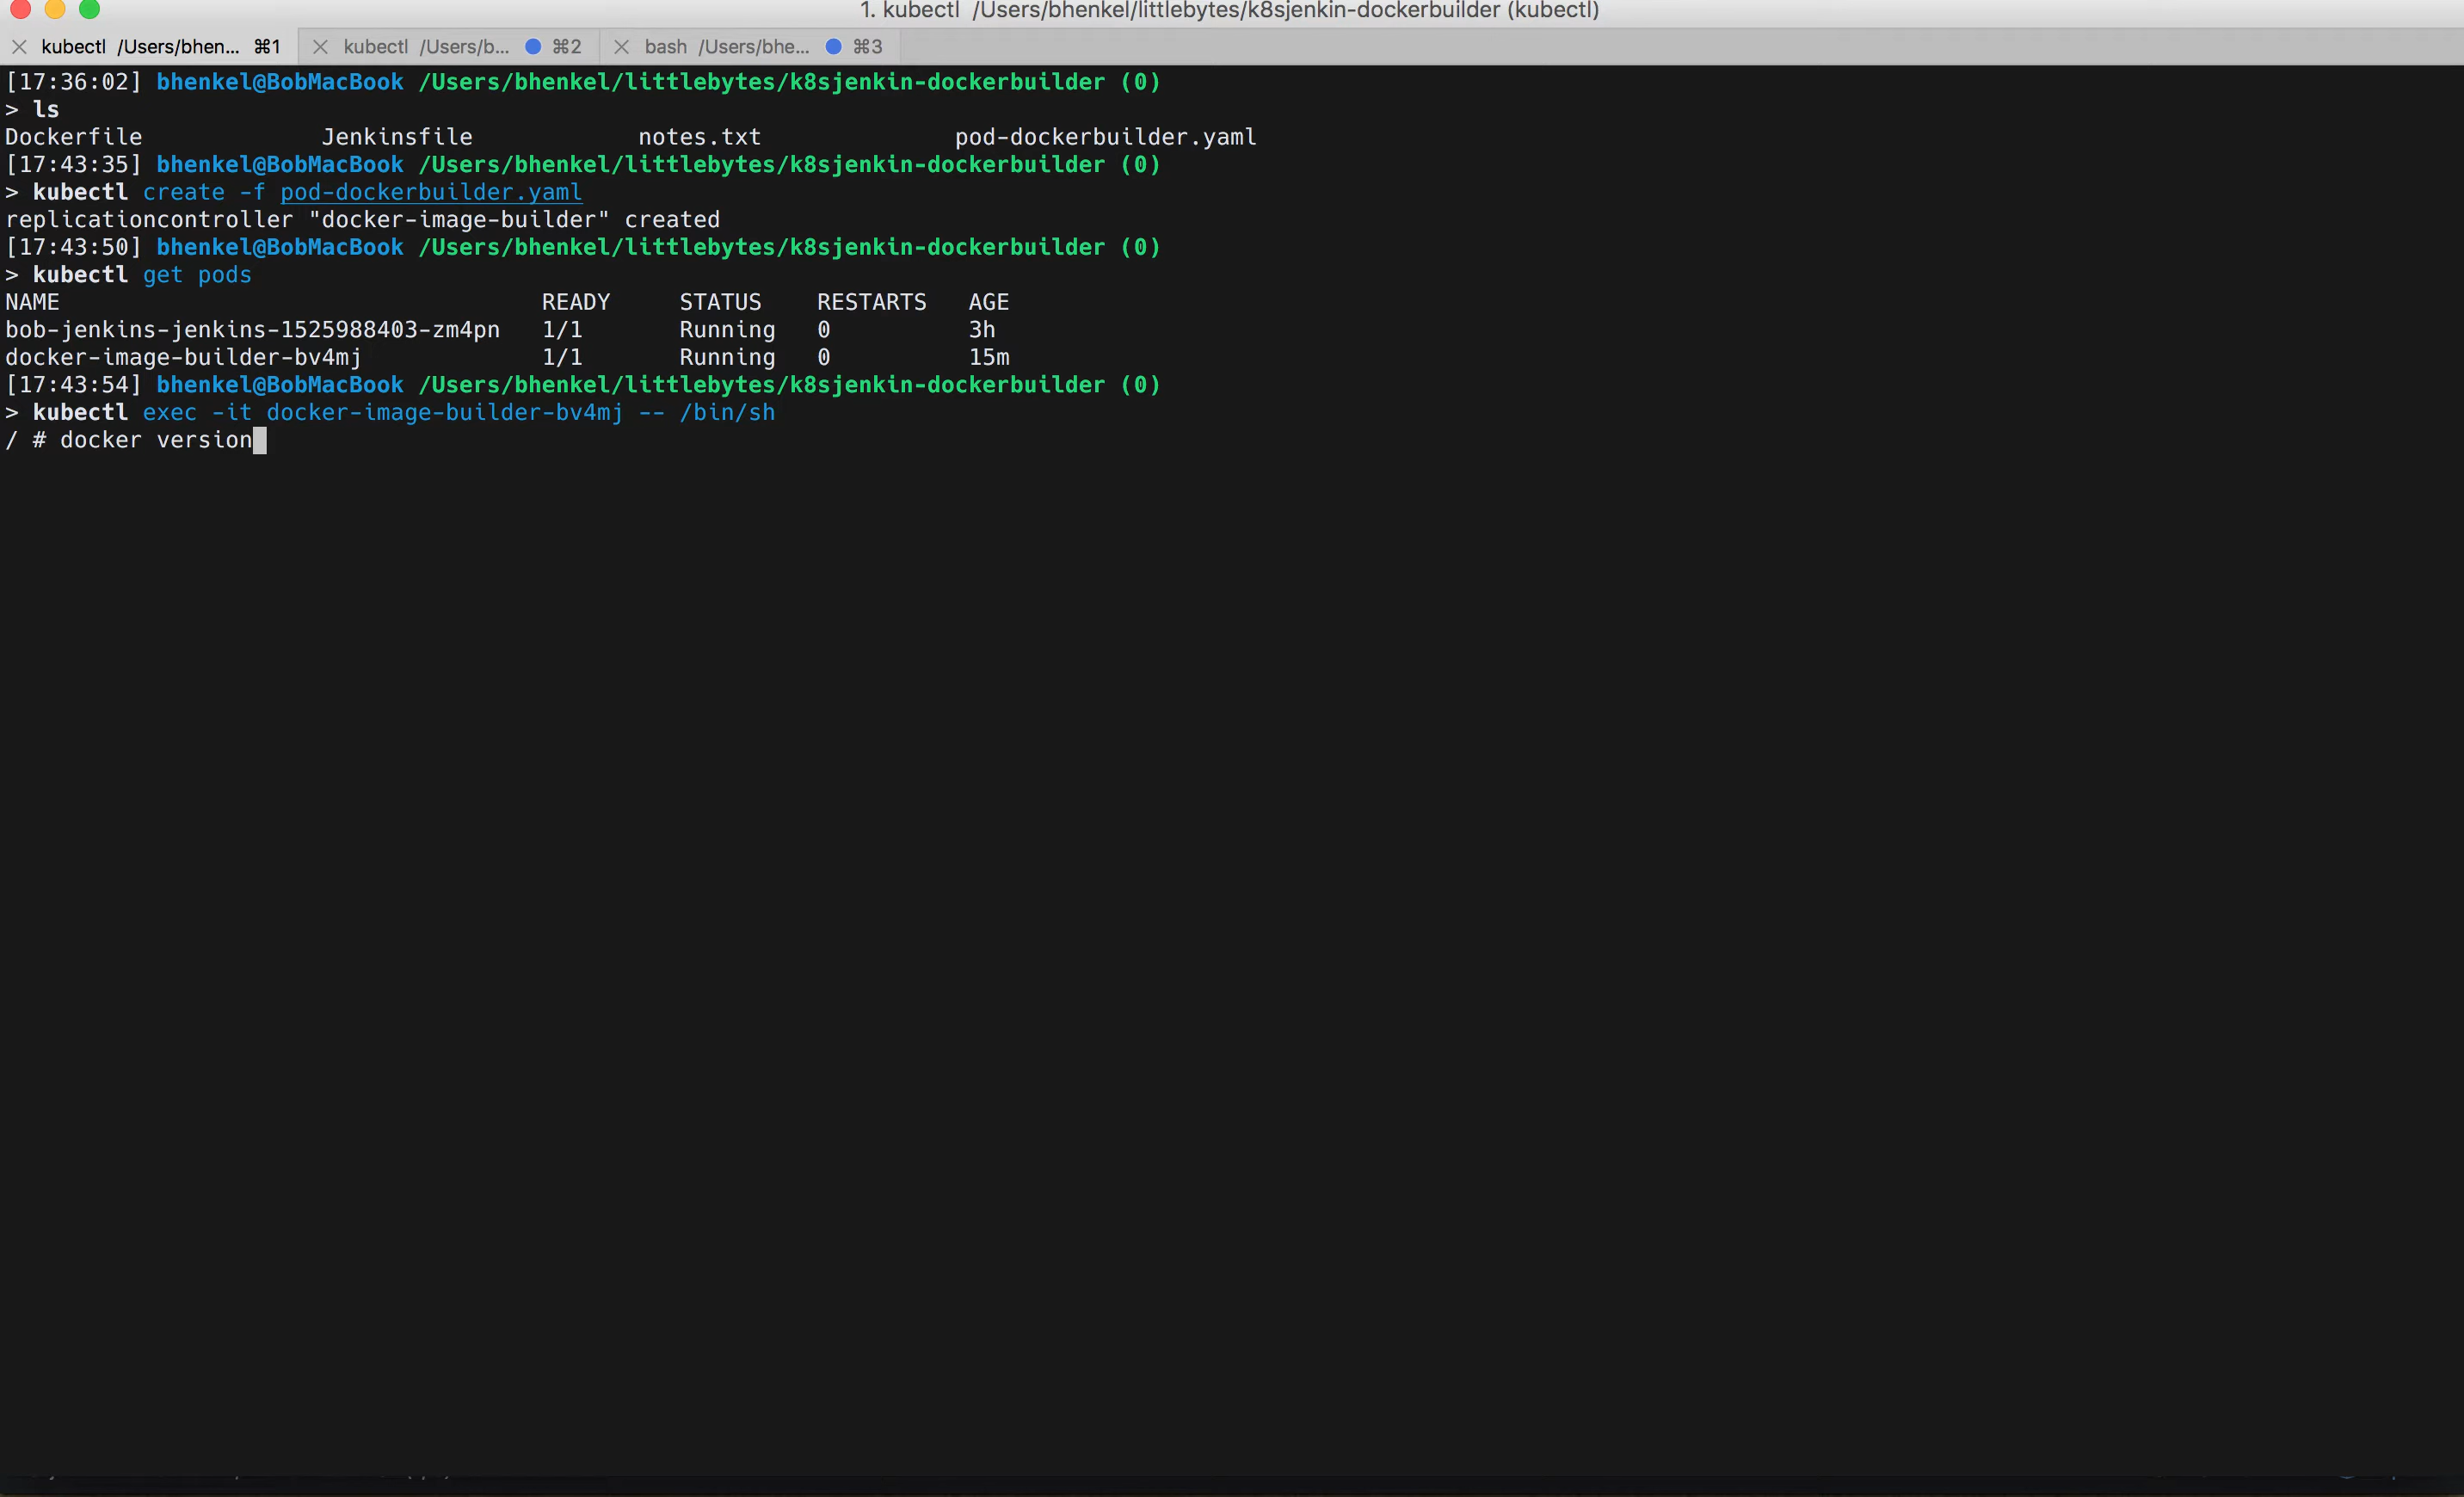 1. kubectl /Users/bhenkel/littlebytes/k8sjenkin-dockerbuilder (kubectl)
kubectl /Users/bhen... ⌘1 kubectl /Users/b... ⌘2 bash /Users/bhe... ⌘3
[17:36:02] bhenkel@BobMacBook /Users/bhenkel/littlebytes/k8sjenkin-dockerbuilder (0)
> ls
Dockerfile Jenkinsfile notes.txt pod-dockerbuilder.yaml
[17:43:35] bhenkel@BobMacBook /Users/bhenkel/littlebytes/k8sjenkin-dockerbuilder (0)
> kubectl create -f pod-dockerbuilder.yaml
replicationcontroller "docker-image-builder" created
[17:43:50] bhenkel@BobMacBook /Users/bhenkel/littlebytes/k8sjenkin-dockerbuilder (0)
> kubectl get pods
NAME READY STATUS RESTARTS AGE
bob-jenkins-jenkins-1525988403-zm4pn 1/1 Running 0 3h
docker-image-builder-bv4mj 1/1 Running 0 15m
[17:43:54] bhenkel@BobMacBook /Users/bhenkel/littlebytes/k8sjenkin-dockerbuilder (0)
> kubectl exec -it docker-image-builder-bv4mj -- /bin/sh
/ # docker version